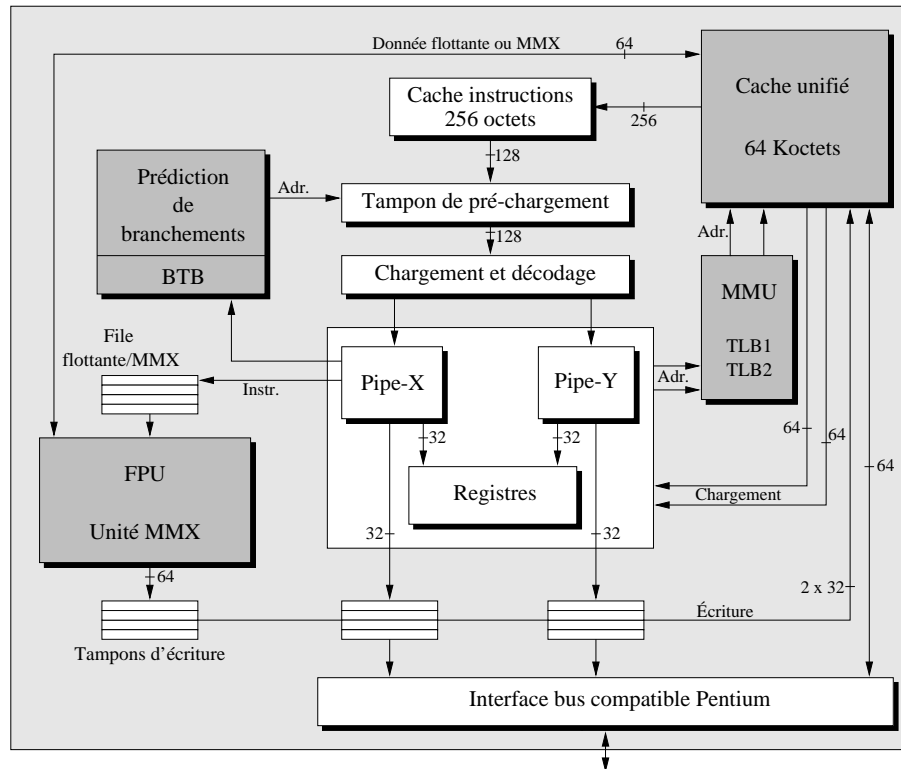 Donnée flottante ou MMX
64
Cache unifié
64 Koctets
Cache instructions
256 octets
256
128
Prédiction
de
branchements
BTB
Adr.
Tampon de pré-chargement
128
Chargement et décodage
Adr.
MMU
TLB1
TLB2
File
flottante/MMX
Instr.
Pipe-X
Pipe-Y
Adr.
32
32
64
64
64
Registres
Chargement
FPU
Unité MMX
32
32
64
2 x 32
Écriture
Tampons d'écriture
Interface bus compatible Pentium